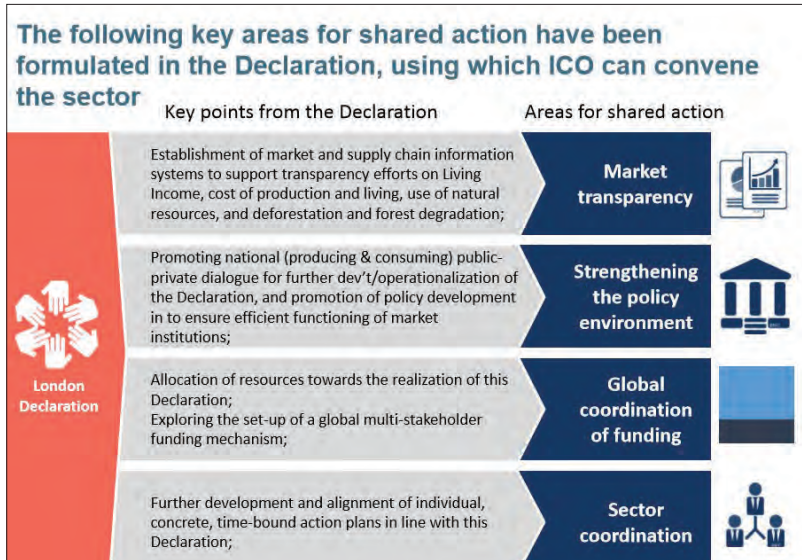 The following key areas for shared action have been
formulated in the Declaration, using which ICO can convene
the sector
Key points from the Declaration
Areas for shared action
London
Declaration
Establishment of market and supply chain information
systems to support transparency efforts on Living
Income, cost of production and living, use of natural
resources, and deforestation and forest degradation;
Market
transparency
Promoting national (producing & consuming) public-
private dialogue for further dev't/operationalization of
the Declaration, and promotion of policy development
in to ensure efficient functioning of market
institutions;
Strengthening
the policy
environment
Allocation of resources towards the realization of this
Declaration;
Exploring the set-up of a global multi-stakeholder
funding mechanism;
Global
coordination
of funding
Further development and alignment of individual,
concrete, time-bound action plans in line with this
Declaration;
Sector
coordination